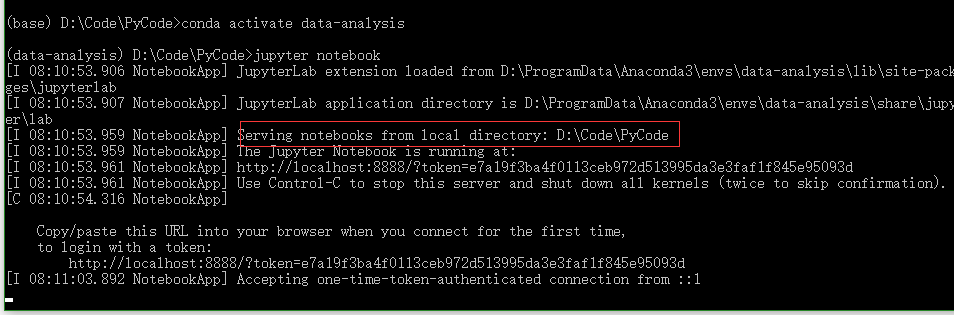 (base) D:\Code\PyCode>conda activate data-analysis
(data-analysis) D:\Code\PyCode>jupyter notebook
[I 08:10:53.906 NotebookApp] JupyterLab extension loaded from D:\ProgramData\Anaconda3\envs\data-analysis\lib\site-packa
ges\jupyterlab
[I 08:10:53.907 NotebookApp] JupyterLab application directory is D:\ProgramData\Anaconda3\envs\data-analysis\share\jupyt
er\lab
[I 08:10:53.959 NotebookApp] Serving notebooks from local directory: D:\Code\PyCode
[I 08:10:53.959 NotebookApp] The Jupyter Notebook is running at:
[I 08:10:53.961 NotebookApp] http://localhost:8888/?token=e7a19f3ba4f0113ceb972d513995da3e3faf1f845e95093d
[I 08:10:53.961 NotebookApp] Use Control-C to stop this server and shut down all kernels (twice to skip confirmation).
[C 08:10:54.316 NotebookApp]
Copy/paste this URL into your browser when you connect for the first time,
to login with a token:
http://localhost:8888/?token=e7a19f3ba4f0113ceb972d513995da3e3faf1f845e95093d
[I 08:11:03.892 NotebookApp] Accepting one-time-token-authenticated connection from ::1